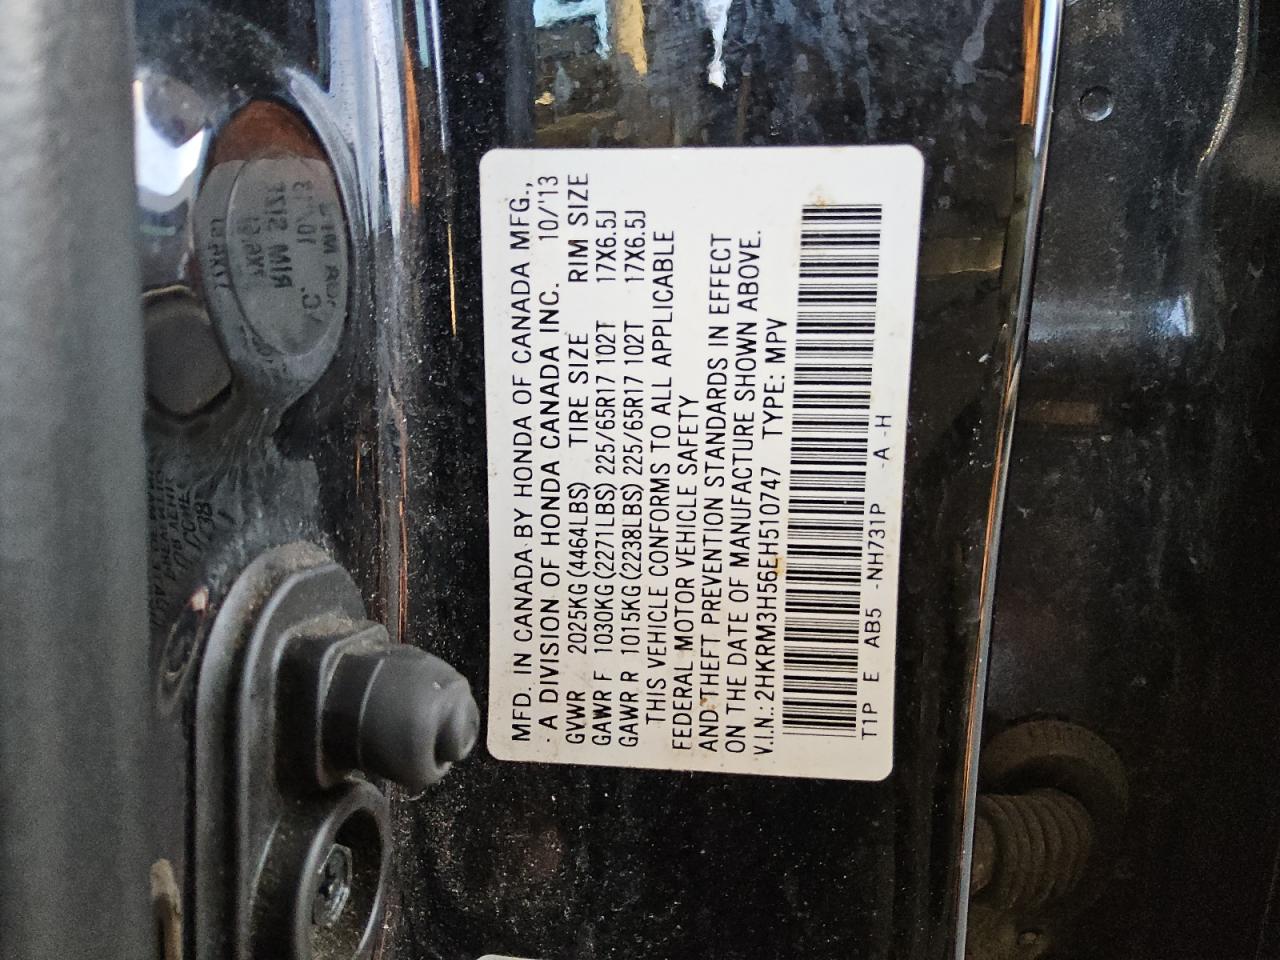 MFD. IN CANADA BY HONDA OF CANADA MFG.,
A DIVISION OF HONDA CANADA INC. 10/'13
GVWR 2025KG (4464LBS) TIRE SIZE RIM SIZE
GAWR F 1030KG (2271LBS) 225/65R17 102T 17X6.5J
GAWR R 1015KG (2238LBS) 225/65R17 102T 17X6.5J
THIS VEHICLE CONFORMS TO ALL APPLICABLE
FEDERAL MOTOR VEHICLE SAFETY
AND THEFT PREVENTION STANDARDS IN EFFECT
ON THE DATE OF MANUFACTURE SHOWN ABOVE.
V.I.N.: 2HKRM3H56EH510747 TYPE: MPV
T1P E AB5 -NH731P -A -H